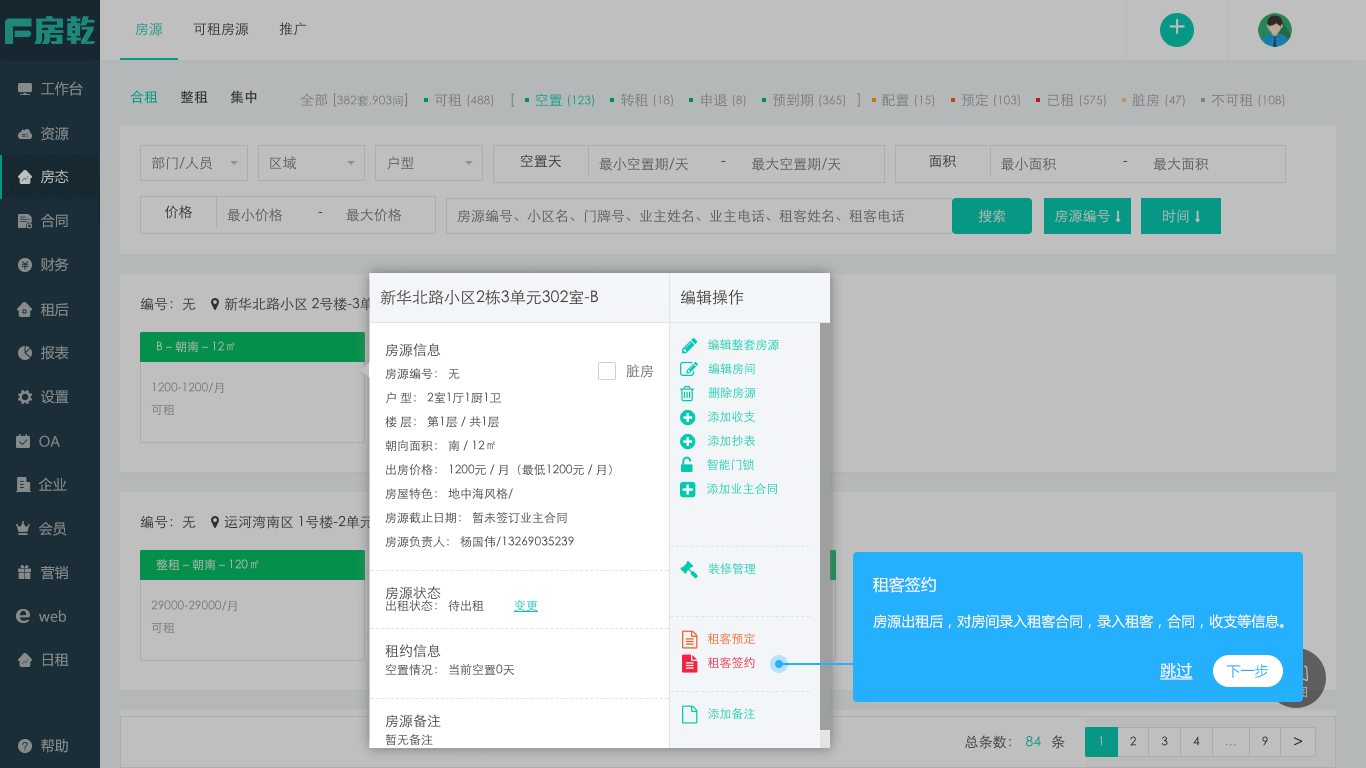 房乾
房源 可租房源 推广
工作台
资源
房态
合同
财务
租后
报表
设置
OA
企业
会员
营销
web
日租
帮助
合租 整租 集中 全部 [382套,903间] 可租 (488) [ 空置 (123) 转租 (18) 申退 (8) 预到期 (365) ] 配置 (15) 预定 (103) 已租 (575) 脏房 (47) 不可租 (108)
部门/人员 区域 户型 空置天 最小空置期/天 - 最大空置期/天 面积 最小面积 - 最大面积
价格 最小价格 - 最大价格 房源编号、小区名、门牌号、业主姓名、业主电话、租客姓名、租客电话 搜索 房源编号 时间
编号：无 新华北路小区 2号楼-3单
B – 朝南 – 12㎡
1200-1200/月
可租
编号：无 运河湾南区 1号楼-2单元
整租 – 朝南 – 120㎡
29000-29000/月
可租
新华北路小区2栋3单元302室-B
房源信息
房源编号： 无
脏房
户 型： 2室1厅1厨1卫
楼 层： 第1层 / 共1层
朝向面积： 南 / 12㎡
出房价格： 1200元 / 月（最低1200元 / 月）
房屋特色： 地中海风格/
房源截止日期： 暂未签订业主合同
房源负责人： 杨国伟/13269035239
房源状态
出租状态： 待出租 变更
租约信息
空置情况： 当前空置0天
房源备注
暂无备注
编辑操作
编辑整套房源
编辑房间
删除房源
添加收支
添加抄表
智能门锁
添加业主合同
装修管理
租客预定
租客签约
添加备注
租客签约
房源出租后，对房间录入租客合同，录入租客，合同，收支等信息。
跳过 下一步
总条数： 84 条 1 2 3 4 ... 9 >